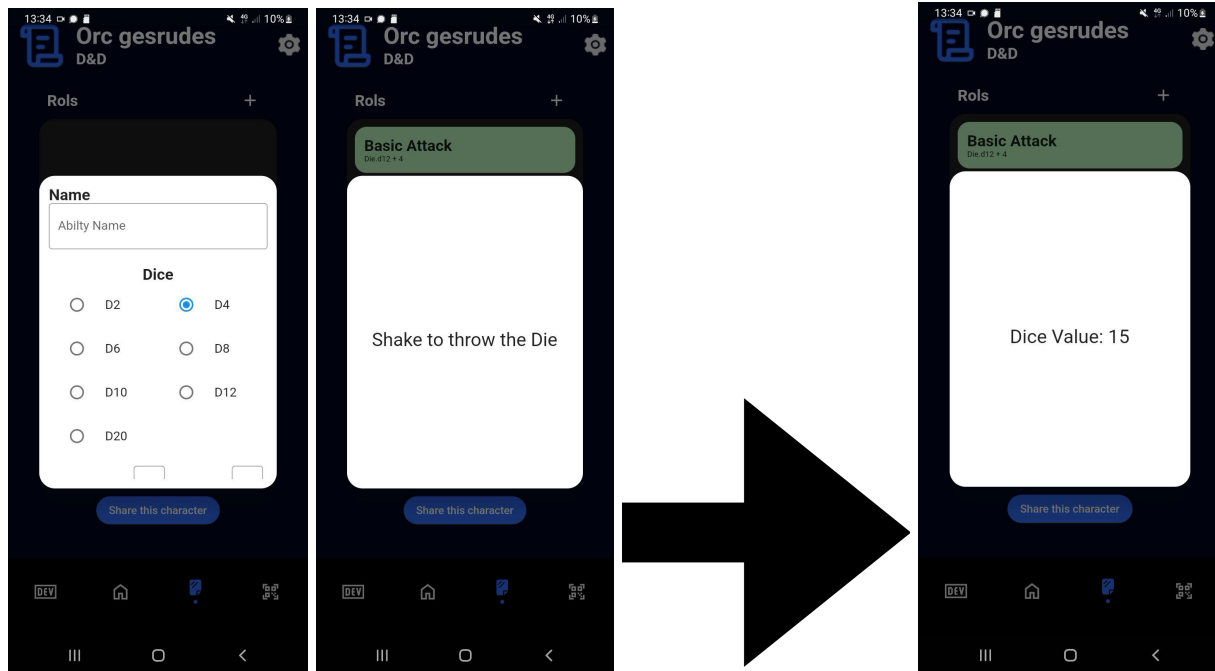 13:34
4G
10%
Orc gesrudes
D&D
Rols
+
Name
Abilty Name
Dice
D2
D4
D6
D8
D10
D12
D20
Share this character
DEV
13:34
4G
10%
Orc gesrudes
D&D
Rols
+
Basic Attack
Die.d12 + 4
Shake to throw the Die
Share this character
DEV
13:34
4G
10%
Orc gesrudes
D&D
Rols
+
Basic Attack
Die.d12 + 4
Dice Value: 15
Share this character
DEV